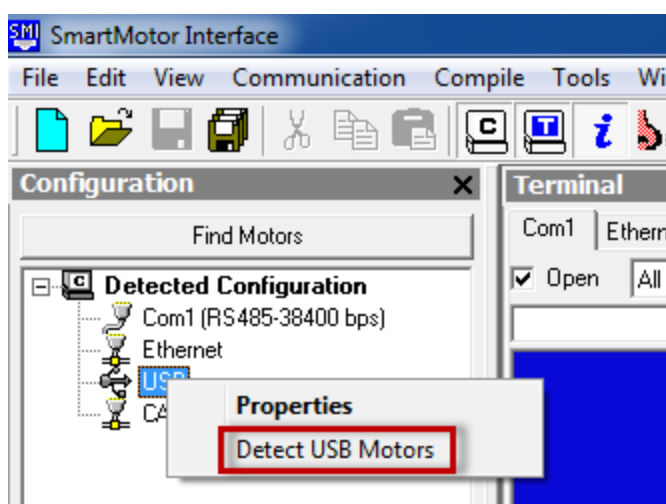 SMI SmartMotor Interface
File Edit View Communication Compile Tools
C T i
Configuration X
Terminal
Find Motors
Com1
Detected Configuration
Open All
Com1 (RS485-38400 bps)
Ethernet
USB
Properties
Detect USB Motors